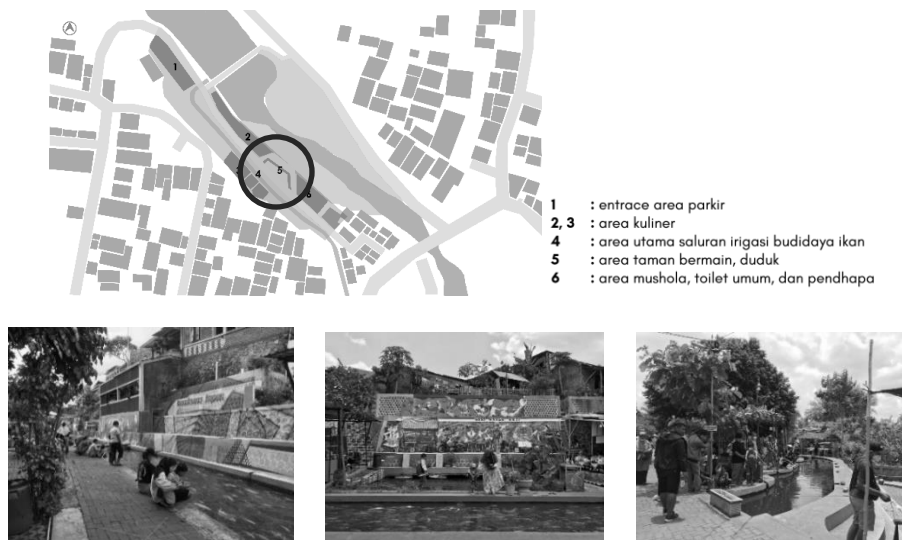 1
2
3
4
5
6
1 : entrace area parkir
2, 3 : area kuliner
4 : area utama saluran irigasi budidaya ikan
5 : area taman bermain, duduk
6 : area mushola, toilet umum, dan pendhapa